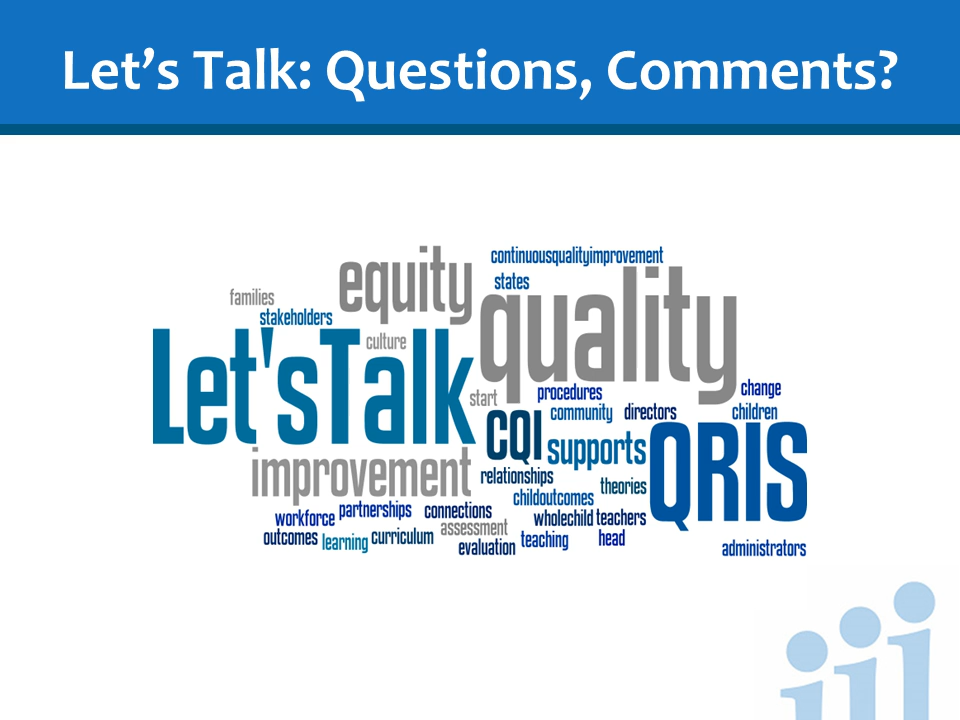 Let's Talk: Questions, Comments?
continuousqualityimprovement
equity
states
families
quality
stakeholders
Let'sTalk
culture
start
procedures
change
community
directors
children
CQI
supports
QRIS
improvement
relationships
theories
childoutcomes
partnerships
connections
workforce
wholechild
teachers
assessment
outcomes
learning
curriculum
evaluation
teaching
head
administrators